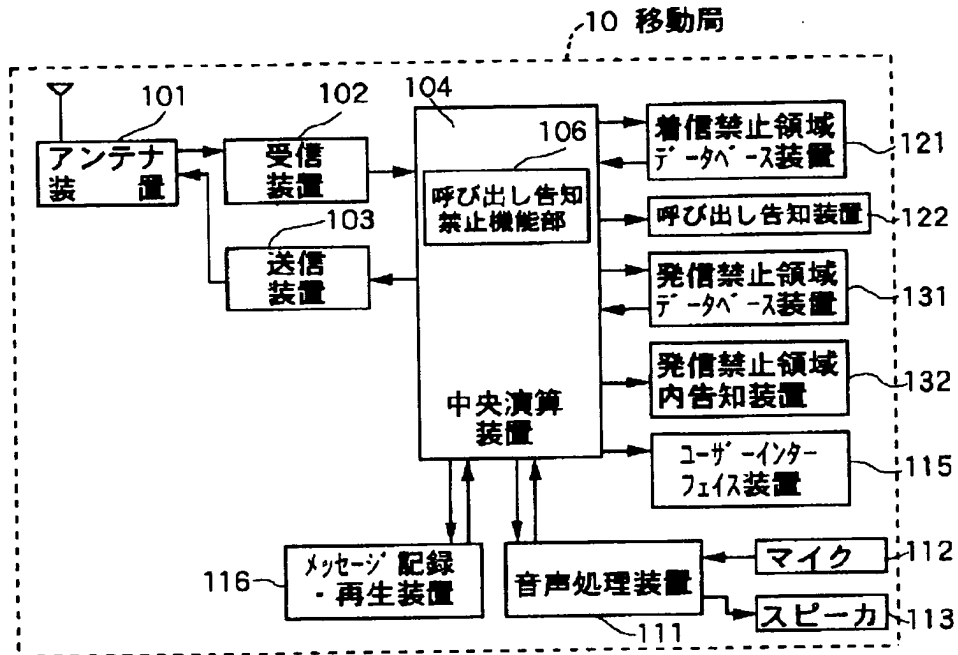 10 移動局
101
アンテナ
装置
102
受信
装置
103
送信
装置
104
106
呼び出し告知
禁止機能部
中央演算
装置
着信禁止領域
データベース装置
121
呼び出し告知装置
122
発信禁止領域
データベース装置
131
発信禁止領域
内告知装置
132
ユーザーインター
フェイス装置
115
メッセージ記録
・再生装置
116
音声処理装置
111
マイク
112
スピーカ
113